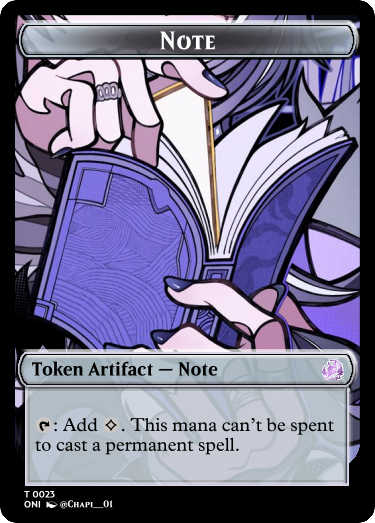 Note
Token Artifact — Note
: Add . This mana can't be spent
to cast a permanent spell.
T 0023
ONI @Chapi__01